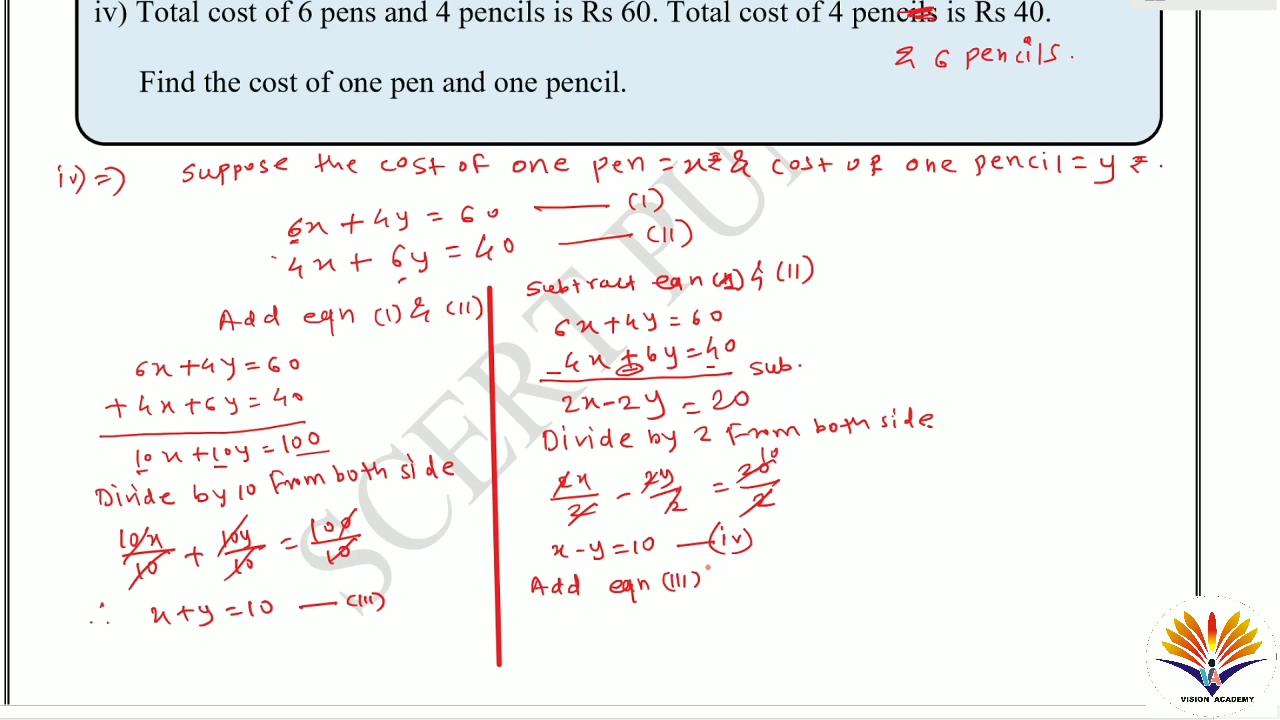 iv) Total cost of 6 pens and 4 pencils is Rs 60. Total cost of 4 pencils is Rs 40.
& 6 pencils.
Find the cost of one pen and one pencil.
iv) ⇒ Suppose the cost of one pen = x ₹ & cost of one pencil = y ₹.
6x + 4y = 60 —— (I)
4x + 6y = 40 —— (II)
Add eqn (I) & (II)
6x + 4y = 60
+ 4x + 6y = 40
10x + 10y = 100
Divide by 10 from both side
10x/10 + 10y/10 = 100/10
∴ x + y = 10 — (III)
Subtract eqn (I) & (II)
6x + 4y = 60
- 4x + 6y = 40 sub.
2x - 2y = 20
Divide by 2 from both side.
2x/2 - 2y/2 = 20/2 10
x - y = 10 — (iv)
Add eqn (III)
SCERT PU
VISION ACADEMY
VA